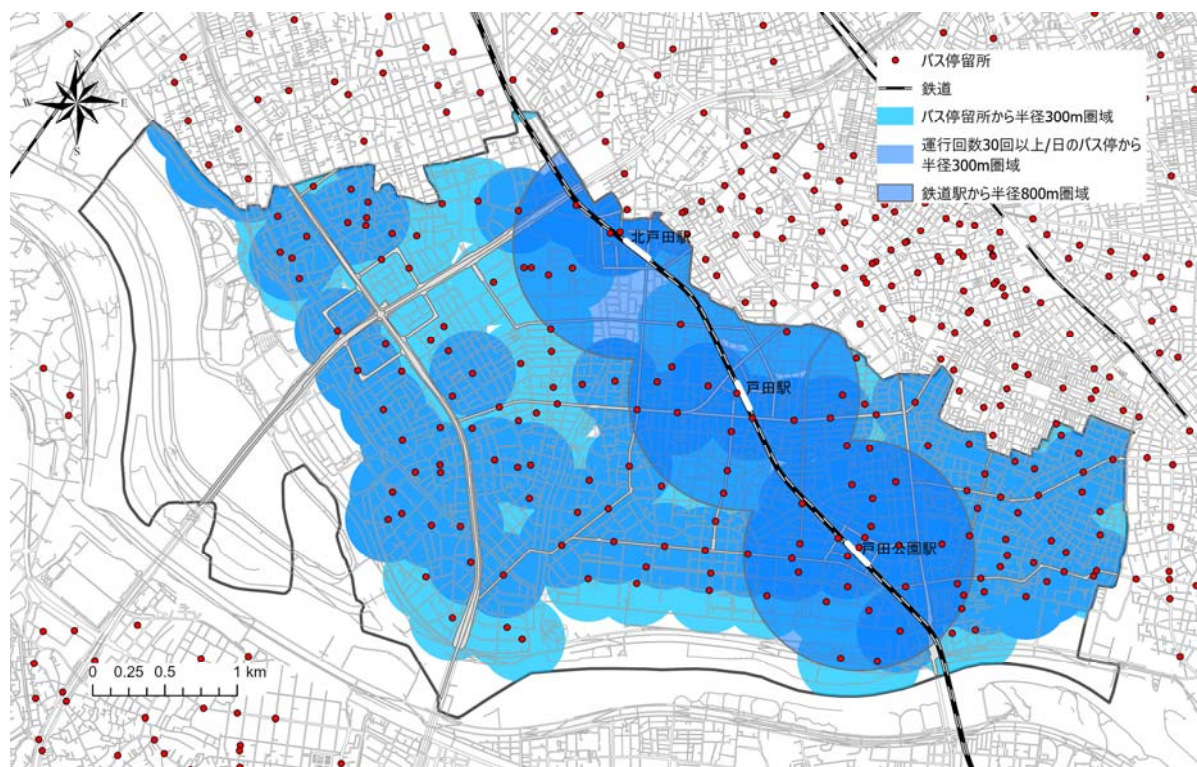 N
W
E
S
バス停留所
鉄道
バス停留所から半径300m圏域
運行回数30回以上/日のバス停から
半径300m圏域
鉄道駅から半径800m圏域
北戸田駅
戸田駅
戸田公園駅
0 0.25 0.5 1 km